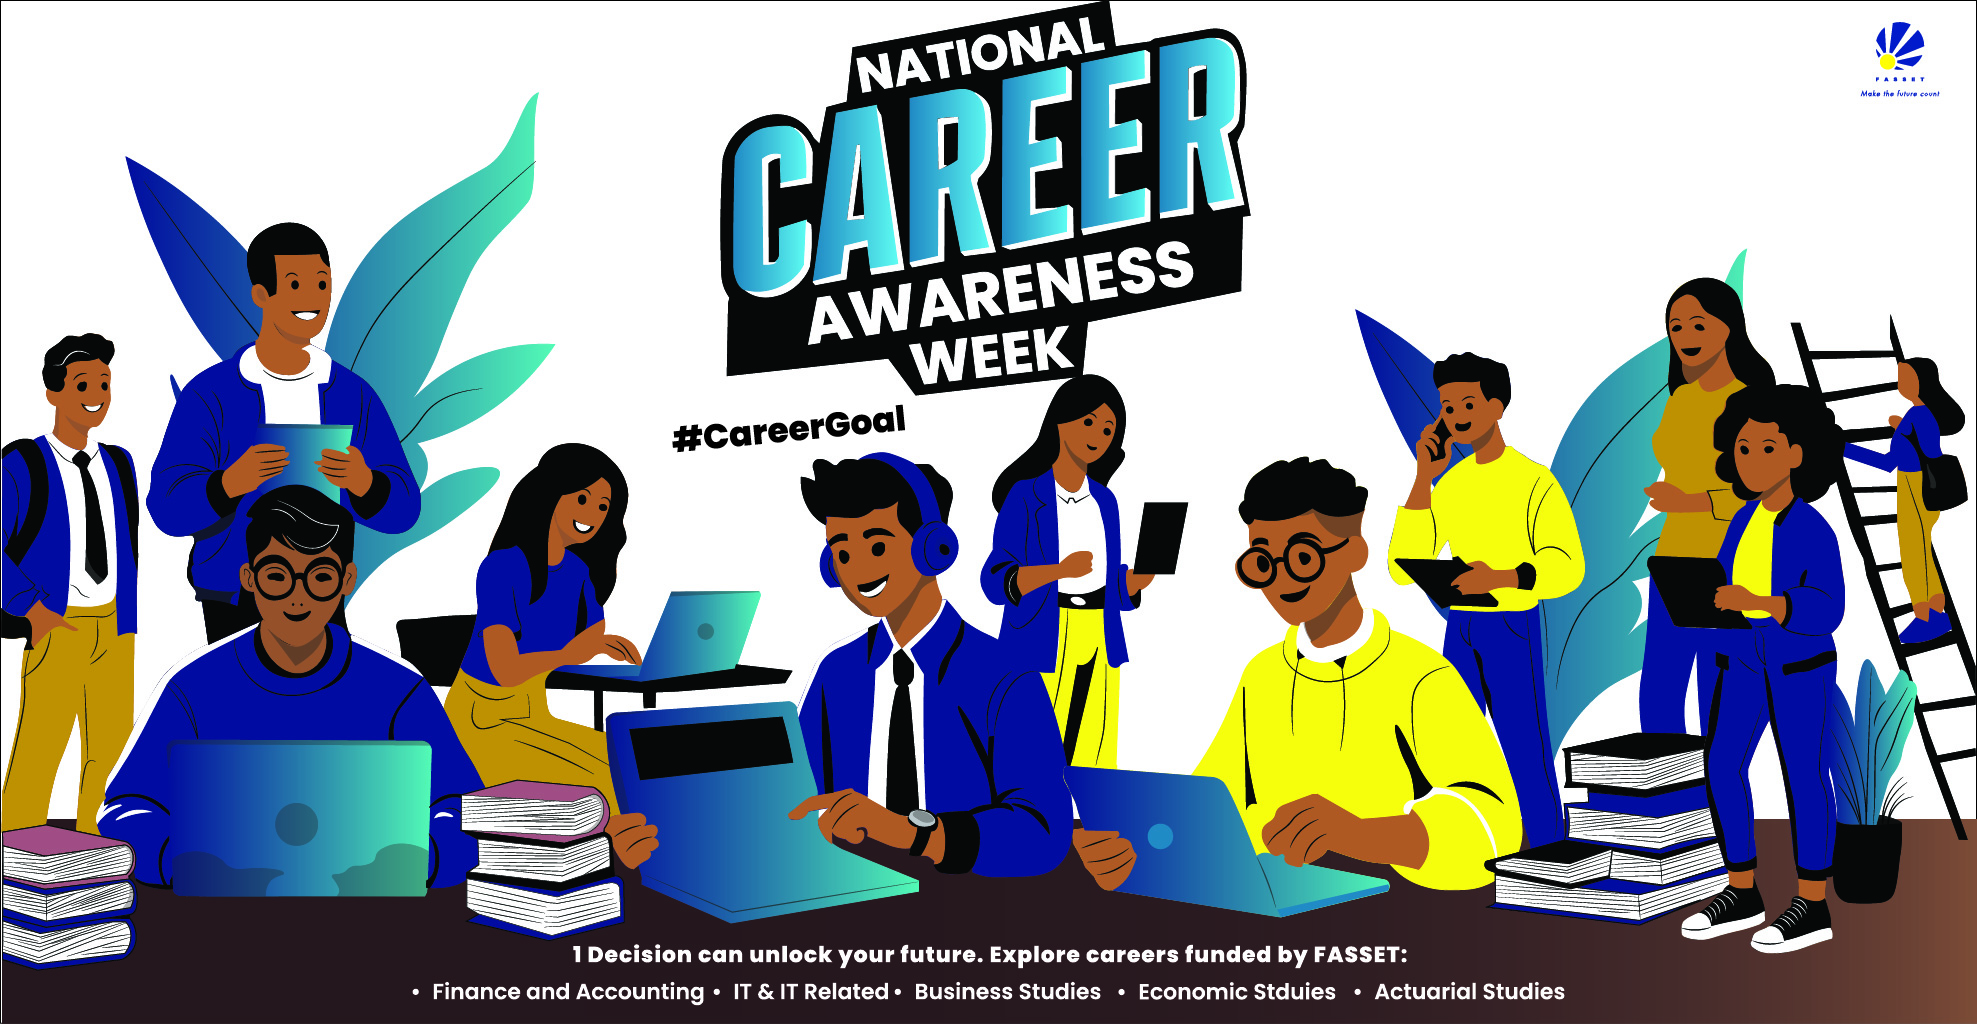 NATIONAL
CAREER
AWARENESS
WEEK
#CareerGoal
FASSET
Make the future count
1 Decision can unlock your future. Explore careers funded by FASSET:
• Finance and Accounting • IT & IT Related • Business Studies • Economic Stduies • Actuarial Studies